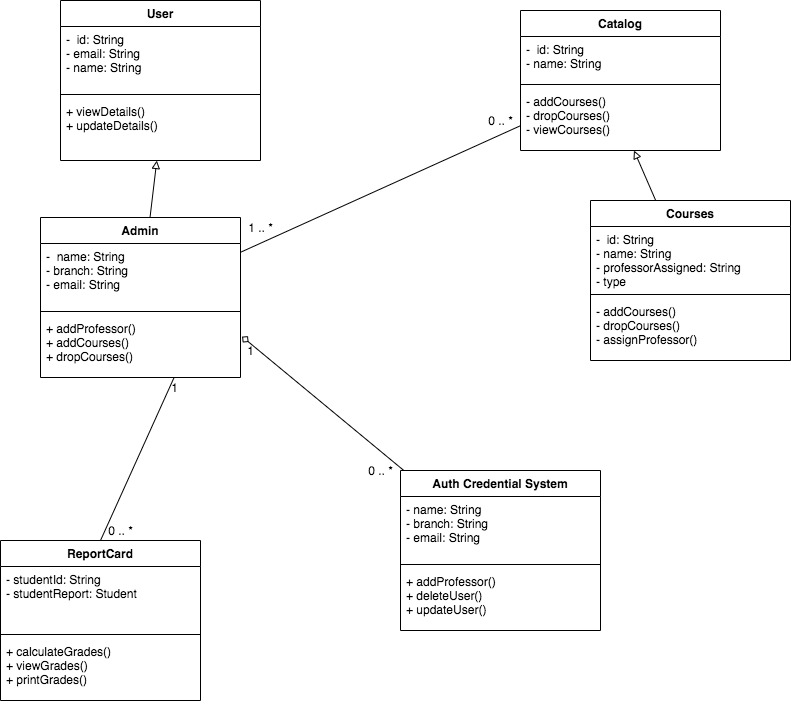 User
- id: String
- email: String
- name: String
+ viewDetails()
+ updateDetails()
Catalog
- id: String
- name: String
- addCourses()
- dropCourses()
- viewCourses()
0 .. *
1 .. *
Admin
- name: String
- branch: String
- email: String
+ addProfessor()
+ addCourses()
+ dropCourses()
Courses
- id: String
- name: String
- professorAssigned: String
- type
- addCourses()
- dropCourses()
- assignProfessor()
1
1
0 .. *
0 .. *
Auth Credential System
- name: String
- branch: String
- email: String
+ addProfessor()
+ deleteUser()
+ updateUser()
ReportCard
- studentId: String
- studentReport: Student
+ calculateGrades()
+ viewGrades()
+ printGrades()